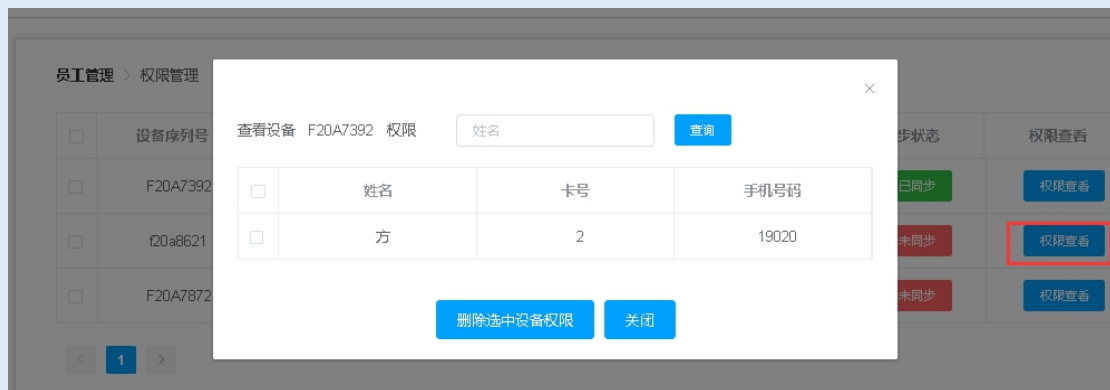 员工管理 > 权限管理
×
查看设备 F20A7392 权限 姓名 查询
设备序列号 步状态 权限查看
姓名 卡号 手机号码
F20A7392 已同步 权限查看
方 2 19020
f20a8621 未同步 权限查看
F20A7872 未同步 权限查看
删除选中设备权限 关闭
< 1 >